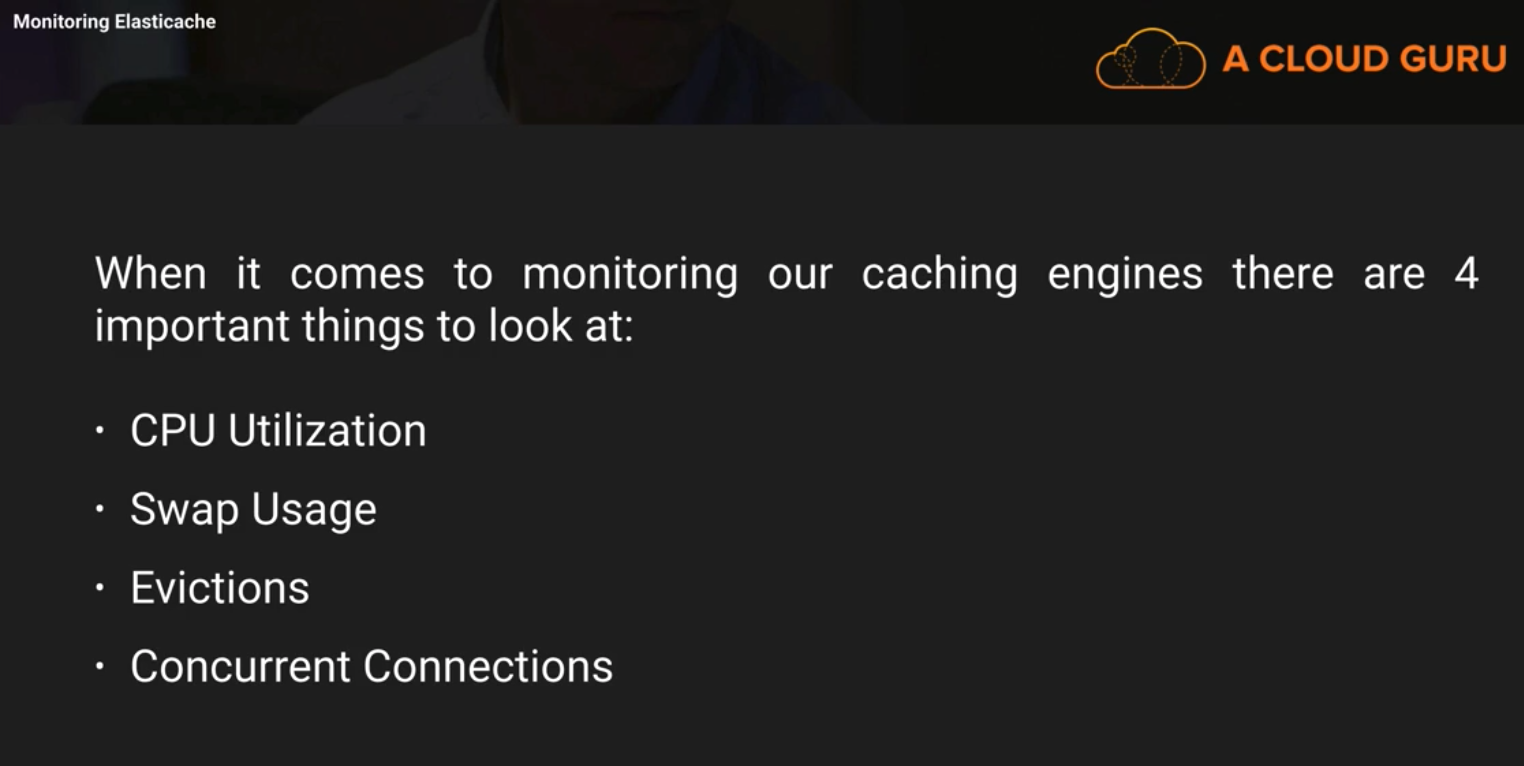 Monitoring Elasticache
A CLOUD GURU
When it comes to monitoring our caching engines there are 4
important things to look at:
· CPU Utilization
· Swap Usage
· Evictions
· Concurrent Connections